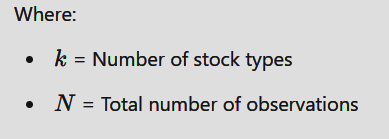 Where:
• k = Number of stock types
• N = Total number of observations